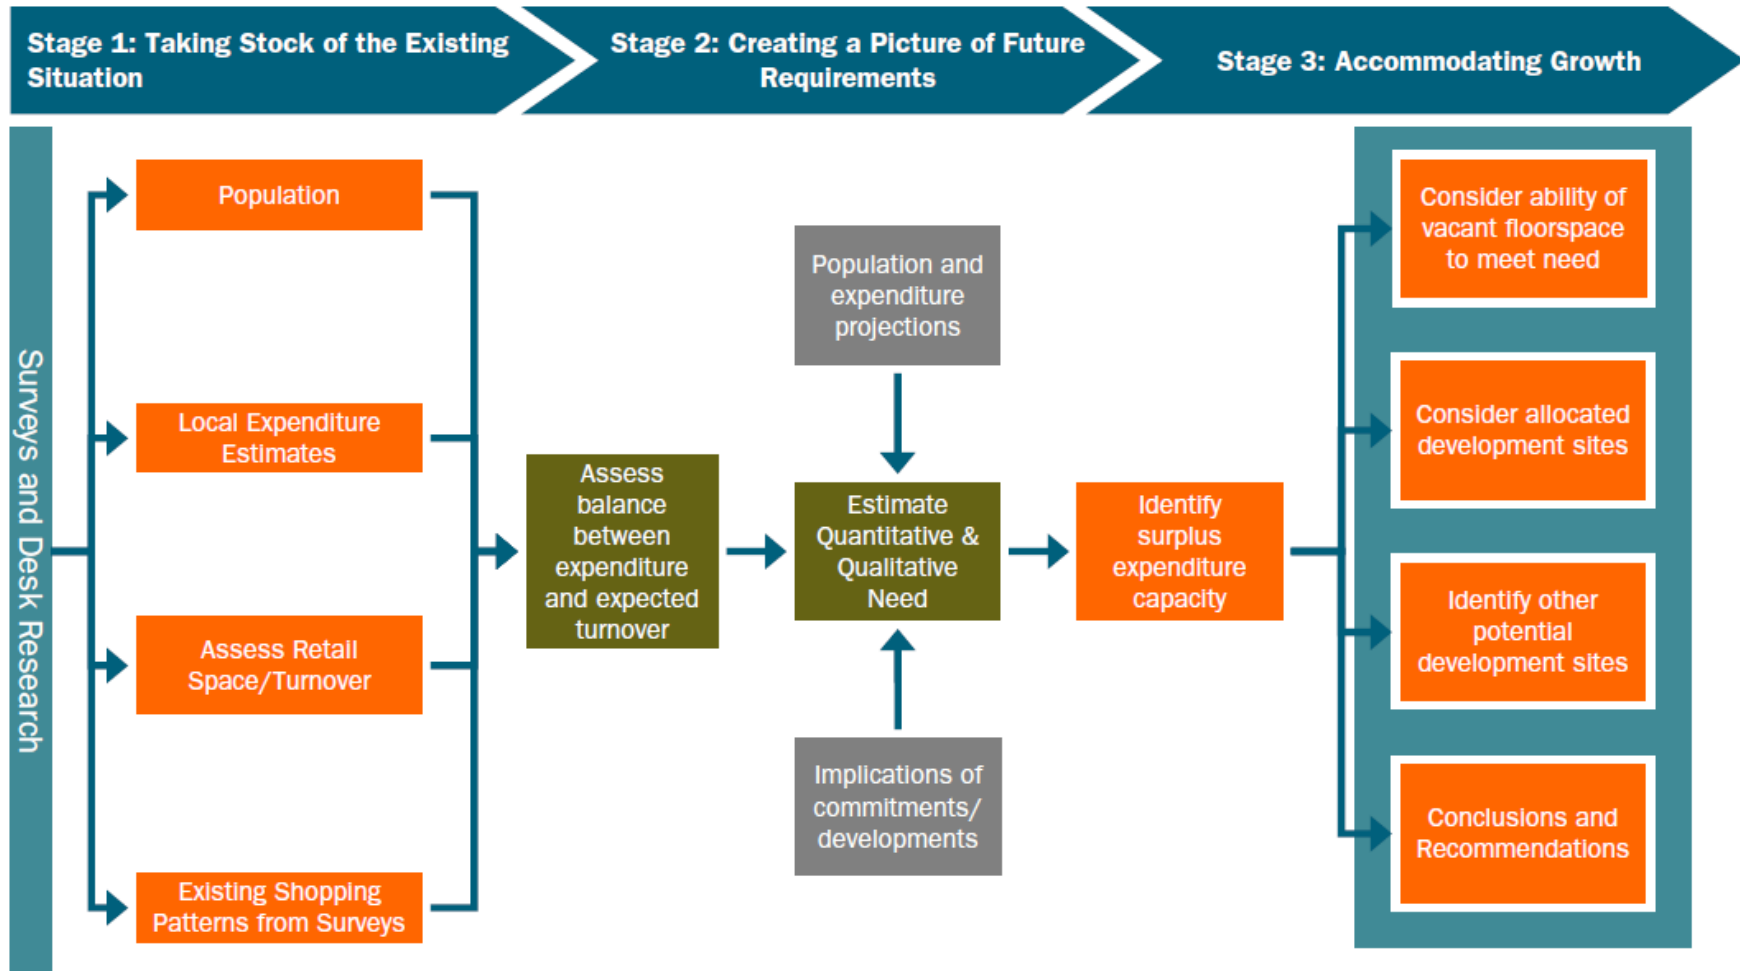 Stage 1: Taking Stock of the Existing
Situation
Stage 2: Creating a Picture of Future
Requirements
Stage 3: Accommodating Growth
Surveys and Desk Research
Population
Local Expenditure
Estimates
Assess Retail
Space/Turnover
Existing Shopping
Patterns from Surveys
Assess
balance
between
expenditure
and expected
turnover
Population and
expenditure
projections
Estimate
Quantitative &
Qualitative
Need
Implications of
commitments/
developments
Identify
surplus
expenditure
capacity
Consider ability of
vacant floorspace
to meet need
Consider allocated
development sites
Identify other
potential
development sites
Conclusions and
Recommendations